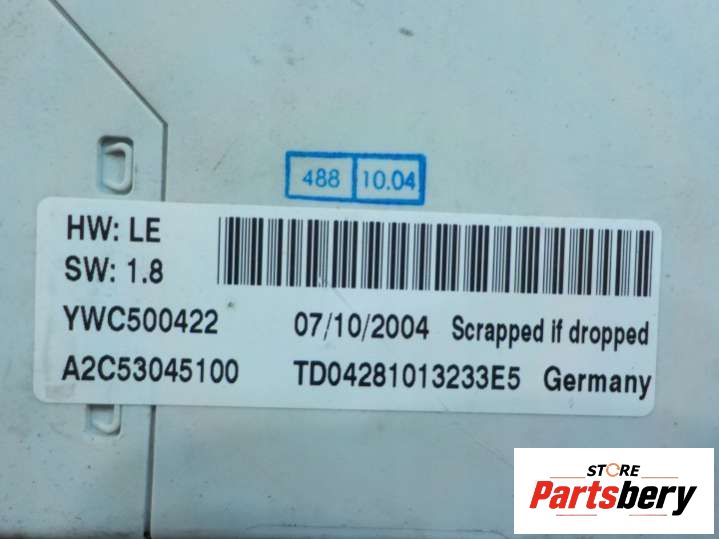 488 10.04
HW: LE
SW: 1.8
YWC500422 07/10/2004 Scrapped if dropped
A2C53045100 TD04281013233E5 Germany
STORE
Partsbery